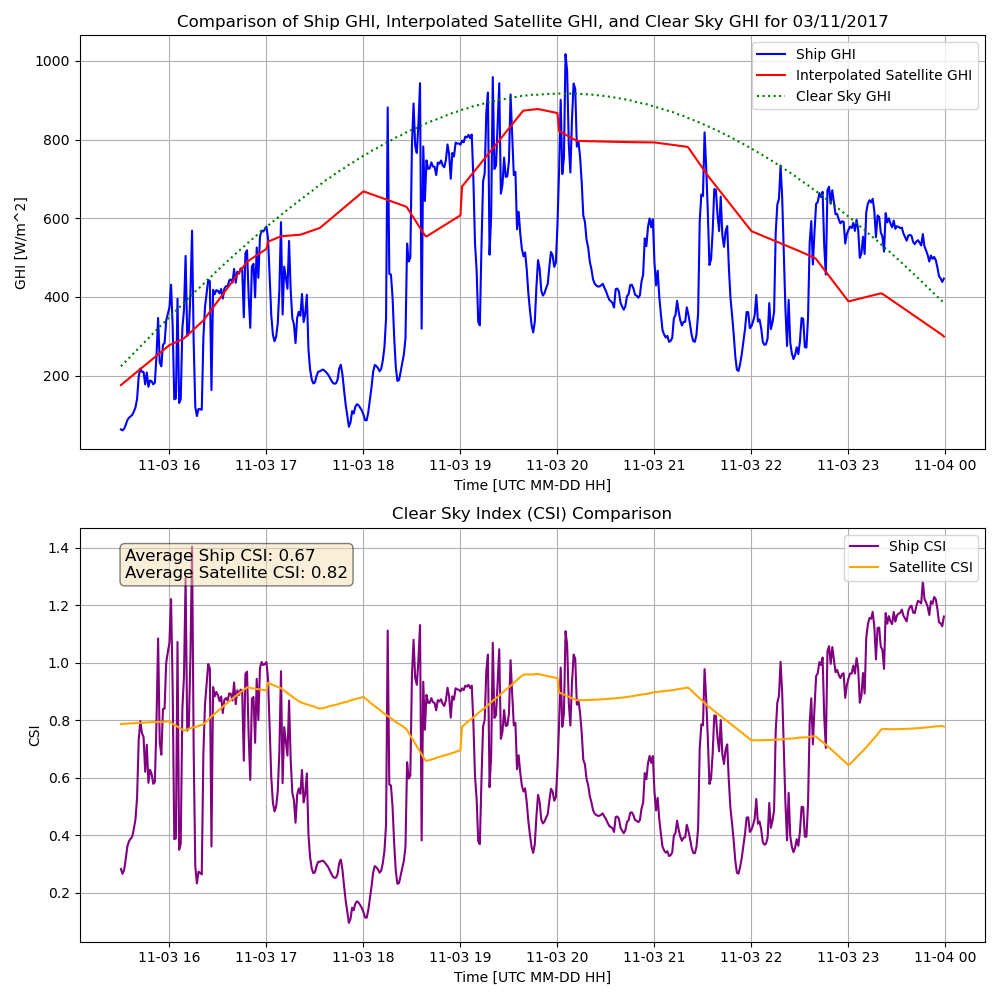 Comparison of Ship GHI, Interpolated Satellite GHI, and Clear Sky GHI for 03/11/2017
Ship GHI
Interpolated Satellite GHI
Clear Sky GHI
GHI [W/m^2]
1000
800
600
400
200
11-03 16 11-03 17 11-03 18 11-03 19 11-03 20 11-03 21 11-03 22 11-03 23 11-04 00
Time [UTC MM-DD HH]
Clear Sky Index (CSI) Comparison
Average Ship CSI: 0.67
Average Satellite CSI: 0.82
Ship CSI
Satellite CSI
CSI
1.4
1.2
1.0
0.8
0.6
0.4
0.2
11-03 16 11-03 17 11-03 18 11-03 19 11-03 20 11-03 21 11-03 22 11-03 23 11-04 00
Time [UTC MM-DD HH]